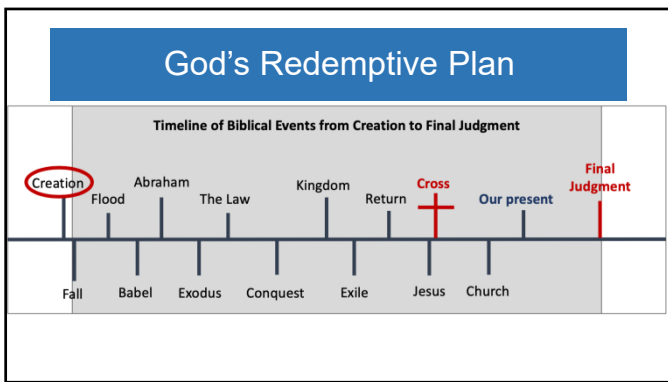 God's Redemptive Plan
Timeline of Biblical Events from Creation to Final Judgment
Creation
Flood
Abraham
The Law
Kingdom
Return
Cross
Our present
Final
Judgment
Fall
Babel
Exodus
Conquest
Exile
Jesus
Church